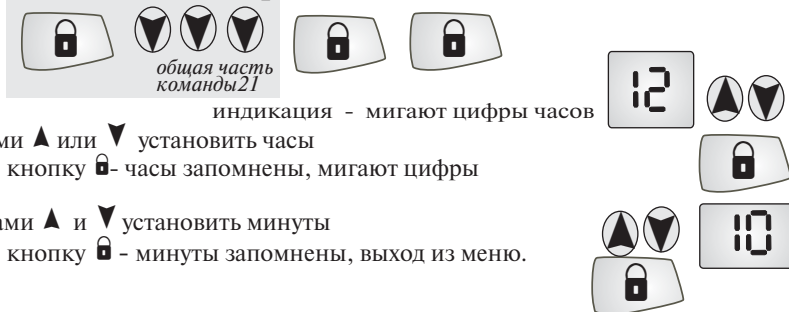 общая часть
команды21
индикация - мигают цифры часов
12
ми ▲ или ▼ установить часы
кнопку 🔒- часы запомнены, мигают цифры
ами ▲ и ▼ установить минуты
10
кнопку 🔒 - минуты запомнены, выход из меню.